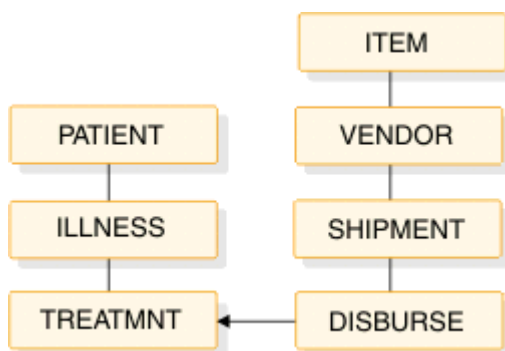 ITEM
PATIENT
VENDOR
ILLNESS
SHIPMENT
TREATMNT
DISBURSE